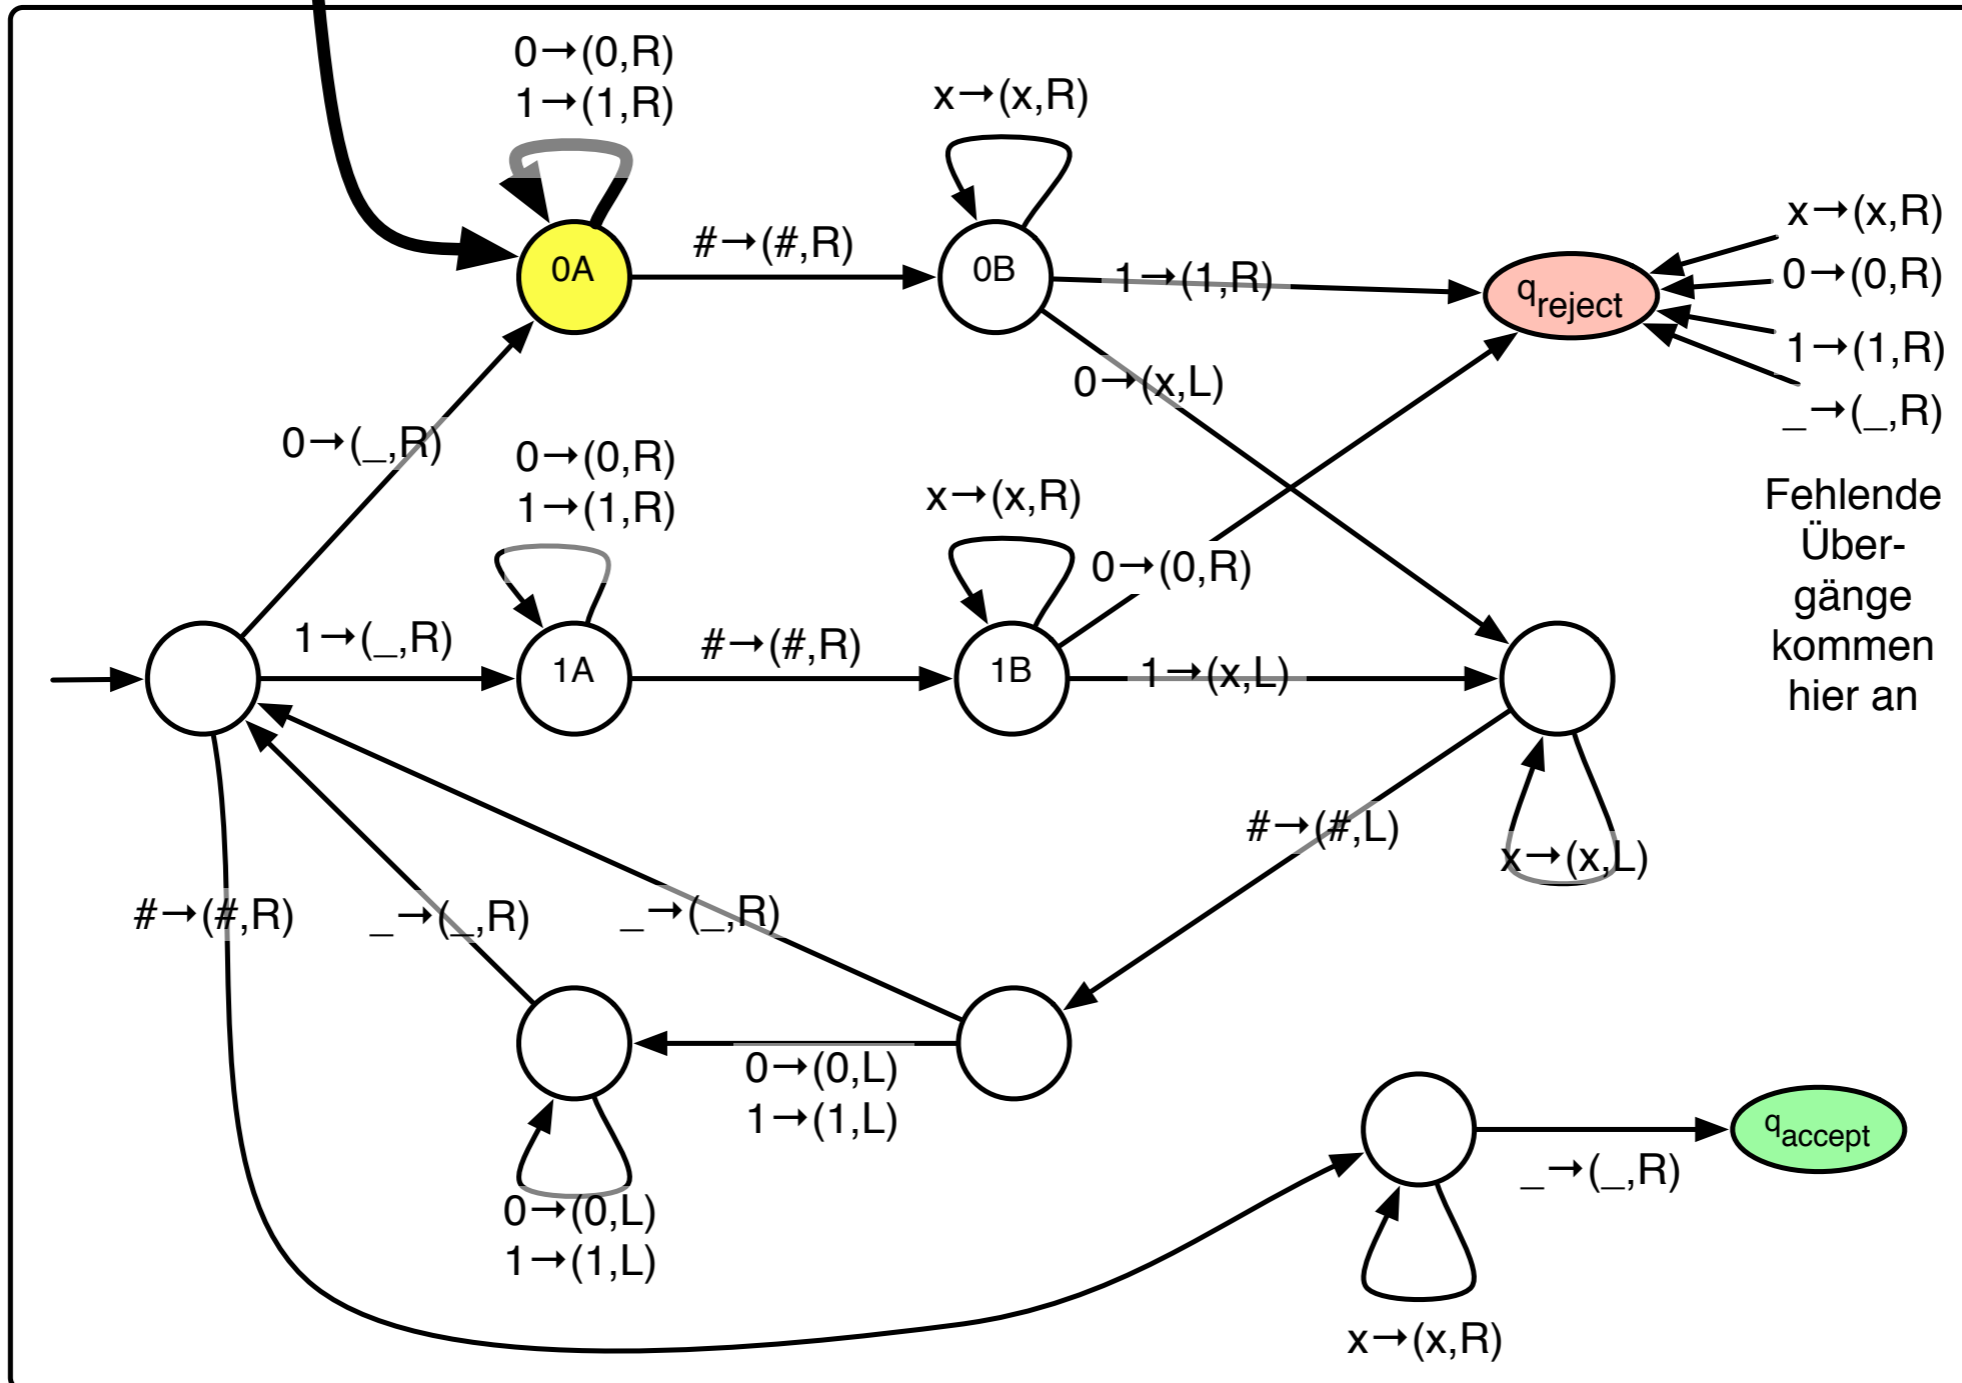 0→(0,R)
1→(1,R)
x→(x,R)
0A
#→(#,R)
0B
1→(1,R)
qreject
x→(x,R)
0→(0,R)
1→(1,R)
_→(_,R)
0→(x,L)
0→(_,R)
0→(0,R)
1→(1,R)
x→(x,R)
0→(0,R)
Fehlende
Über-
gänge
kommen
hier an
1→(_,R)
1A
#→(#,R)
1B
1→(x,L)
#→(#,L)
x→(x,L)
#→(#,R)
_→(_,R)
_→(_,R)
0→(0,L)
1→(1,L)
0→(0,L)
1→(1,L)
qaccept
_→(_,R)
x→(x,R)